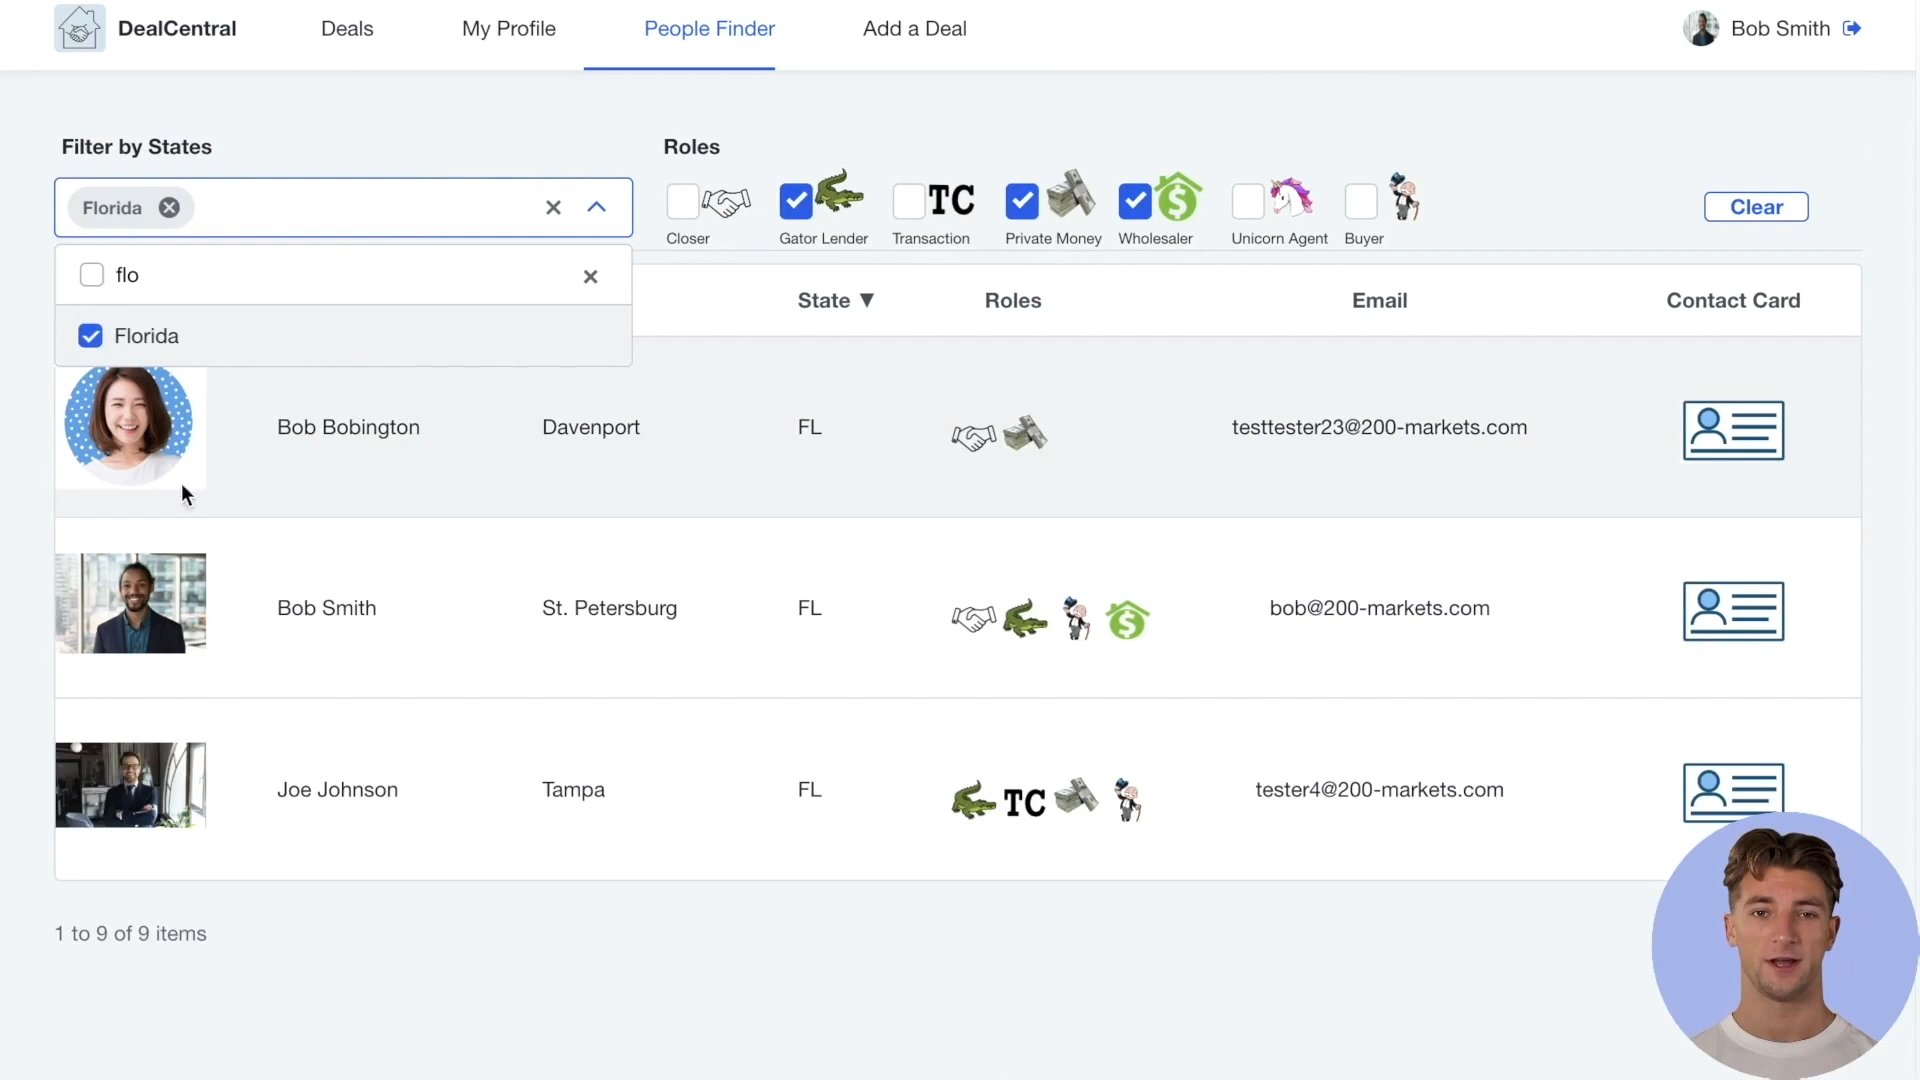 DealCentral Deals My Profile People Finder Add a Deal Bob Smith
Filter by States Roles
Florida
TC
Clear
Closer Gator Lender Transaction Private Money Wholesaler Unicorn Agent Buyer
flo
State ▼ Roles Email Contact Card
Florida
Bob Bobington Davenport FL testtester23@200-markets.com
Bob Smith St. Petersburg FL bob@200-markets.com
Joe Johnson Tampa FL TC tester4@200-markets.com
1 to 9 of 9 items